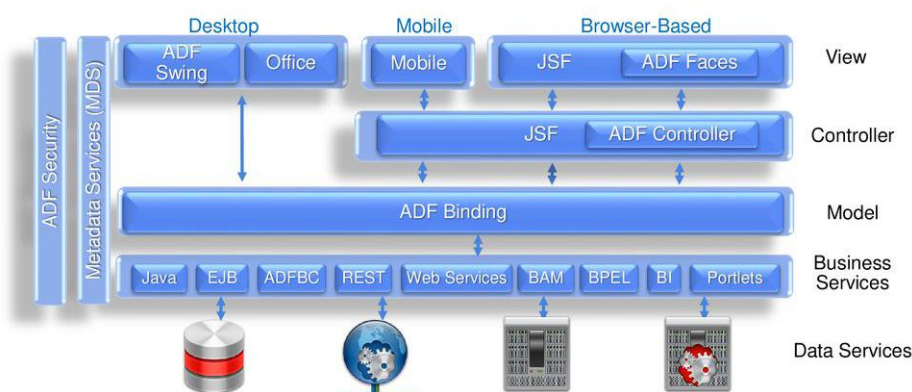 Desktop
Mobile
Browser-Based
ADF Security
Metadata Services (MDS)
ADF
Swing
Office
Mobile
JSF
ADF Faces
View
JSF
ADF Controller
Controller
ADF Binding
Model
Java
EJB
ADFBC
REST
Web Services
BAM
BPEL
BI
Portlets
Business
Services
Data Services